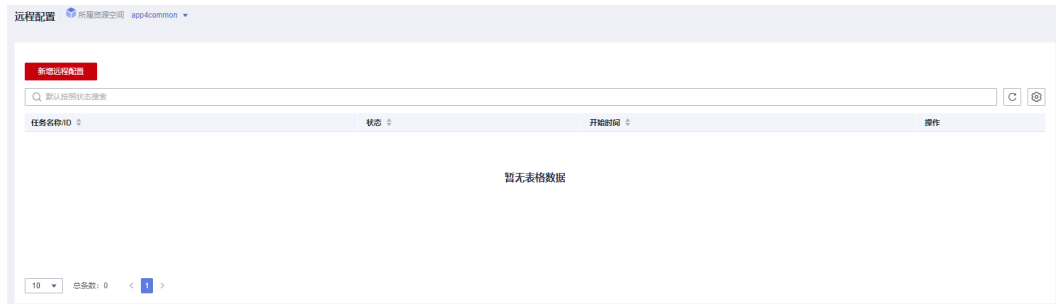 远程配置 所属资源空间 app4common
新增远程配置
默认按照状态搜索
任务名称/ID 状态 开始时间 操作
暂无表格数据
10 总条数: 0 < 1 >